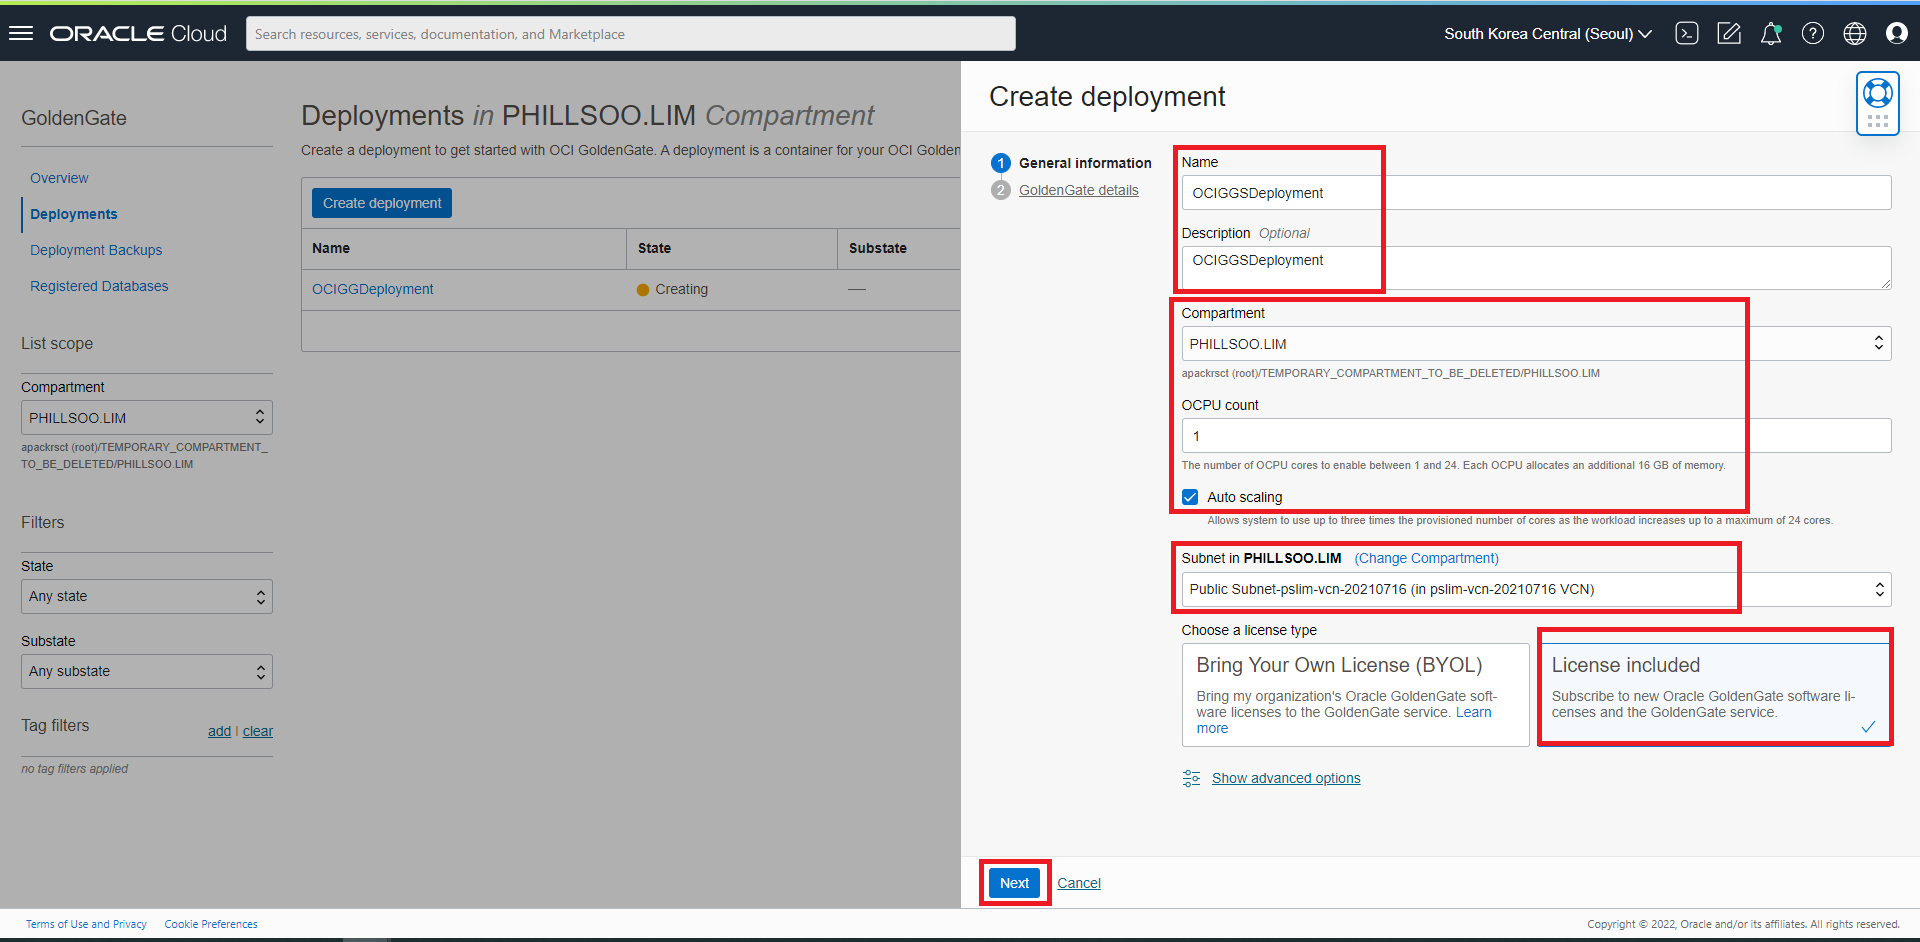 ORACLE Cloud
Search resources, services, documentation, and Marketplace
South Korea Central (Seoul)
GoldenGate
Overview
Deployments
Deployment Backups
Registered Databases
List scope
Compartment
PHILLSOO.LIM
apackrsct (root)/TEMPORARY_COMPARTMENT_
TO_BE_DELETED/PHILLSOO.LIM
Filters
State
Any state
Substate
Any substate
Tag filters
add | clear
no tag filters applied
Deployments in PHILLSOO.LIM Compartment
Create a deployment to get started with OCI GoldenGate. A deployment is a container for your OCI Golden
Create deployment
Name State Substate
OCIGGDeployment Creating —
Create deployment
1 General information
2 GoldenGate details
Name
OCIGGSDeployment
Description Optional
OCIGGSDeployment
Compartment
PHILLSOO.LIM
apackrsct (root)/TEMPORARY_COMPARTMENT_TO_BE_DELETED/PHILLSOO.LIM
OCPU count
1
The number of OCPU cores to enable between 1 and 24. Each OCPU allocates an additional 16 GB of memory.
Auto scaling
Allows system to use up to three times the provisioned number of cores as the workload increases up to a maximum of 24 cores.
Subnet in PHILLSOO.LIM (Change Compartment)
Public Subnet-pslim-vcn-20210716 (in pslim-vcn-20210716 VCN)
Choose a license type
Bring Your Own License (BYOL)
Bring my organization's Oracle GoldenGate soft-
ware licenses to the GoldenGate service. Learn
more
License included
Subscribe to new Oracle GoldenGate software li-
censes and the GoldenGate service.
Show advanced options
Next Cancel
Terms of Use and Privacy Cookie Preferences
Copyright © 2022, Oracle and/or its affiliates. All rights reserved.